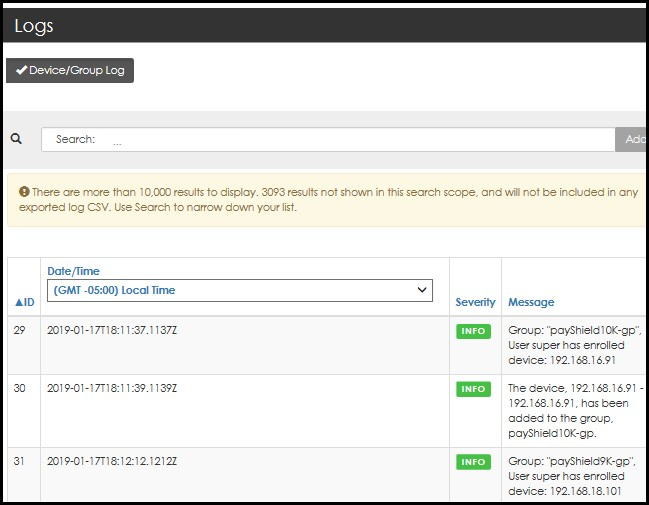 Logs
Device/Group Log
Search: ...
There are more than 10,000 results to display. 3093 results not shown in this search scope, and will not be included in any
exported log CSV. Use Search to narrow down your list.
Date/Time
(GMT -05:00) Local Time
▲ID
Severity
Message
29
2019-01-17T18:11:37.1137Z
INFO
Group: "payShield10K-gp",
User super has enrolled
device: 192.168.16.91
30
2019-01-17T18:11:39.1139Z
INFO
The device, 192.168.16.91 -
192.168.16.91, has been
added to the group,
payShield10K-gp.
31
2019-01-17T18:12:12.1212Z
INFO
Group: "payShield9K-gp",
User super has enrolled
device: 192.168.18.101